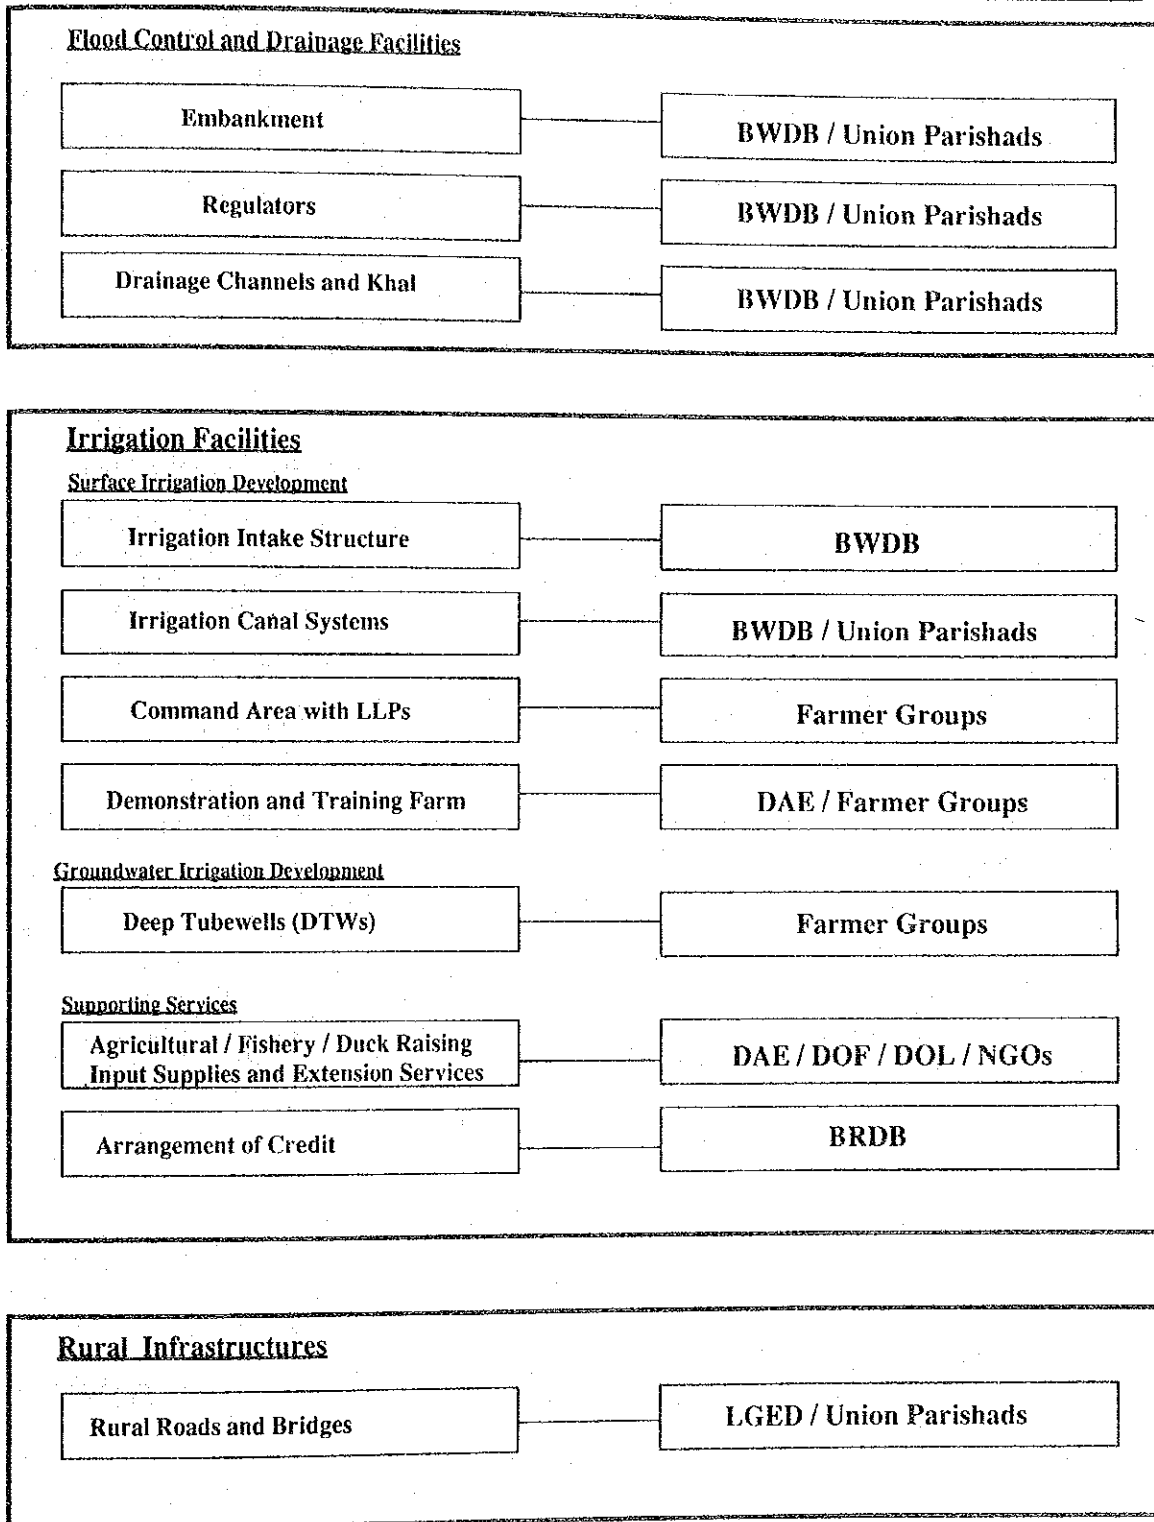 Flood Control and Drainage Facilities
Embankment
BWDB / Union Parishads
Regulators
BWDB / Union Parishads
Drainage Channels and Khal
BWDB / Union Parishads
Irrigation Facilities
Surface Irrigation Development
Irrigation Intake Structure
BWDB
Irrigation Canal Systems
BWDB / Union Parishads
Command Area with LLPs
Farmer Groups
Demonstration and Training Farm
DAE / Farmer Groups
Groundwater Irrigation Development
Deep Tubewells (DTWs)
Farmer Groups
Supporting Services
Agricultural / Fishery / Duck Raising
Input Supplies and Extension Services
DAE / DOF / DOL / NGOs
Arrangement of Credit
BRDB
Rural Infrastructures
Rural Roads and Bridges
LGED / Union Parishads